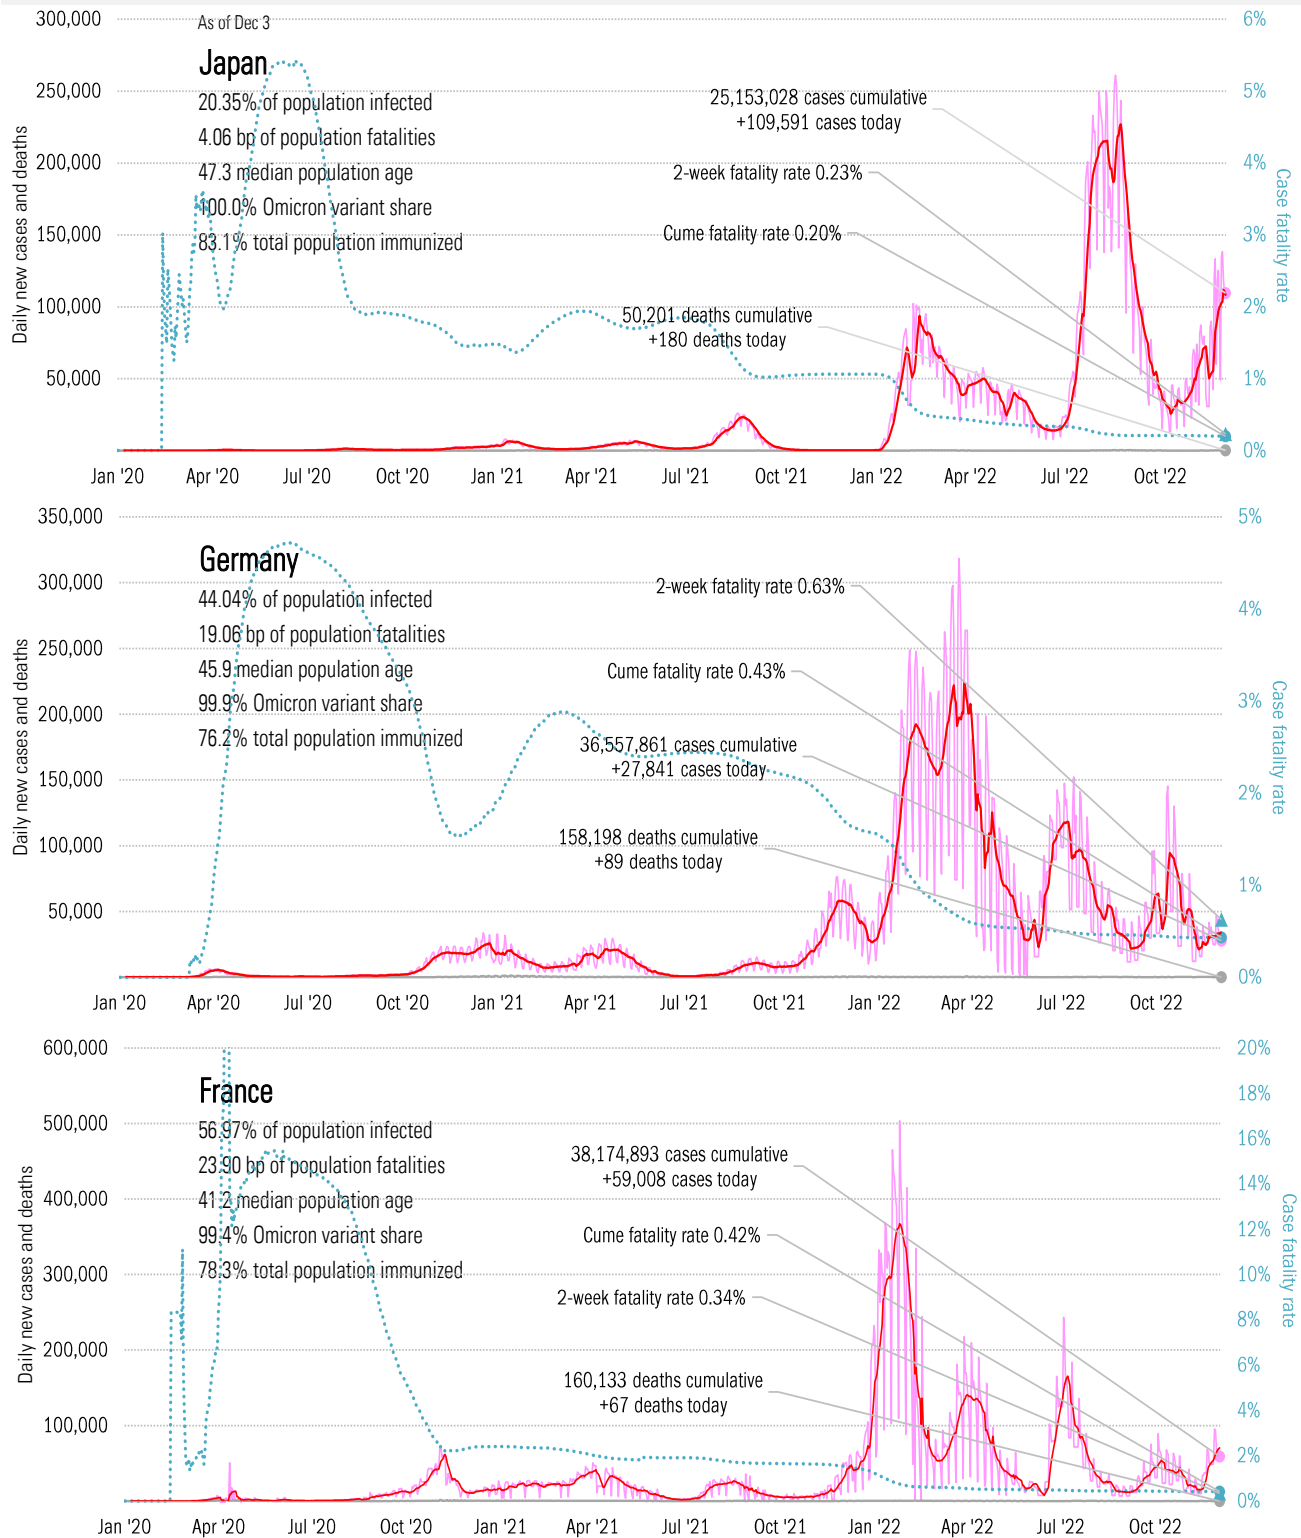 As of Dec 3
Japan
20.35% of population infected
4.06 bp of population fatalities
47.3 median population age
100.0% Omicron variant share
83.1% total population immunized
25,153,028 cases cumulative
+109,591 cases today
2-week fatality rate 0.23%
Cume fatality rate 0.20%
50,201 deaths cumulative
+180 deaths today
Daily new cases and deaths
300,000
250,000
200,000
150,000
100,000
50,000
Case fatality rate
6%
5%
4%
3%
2%
1%
0%
Jan '20 Apr '20 Jul '20 Oct '20 Jan '21 Apr '21 Jul '21 Oct '21 Jan '22 Apr '22 Jul '22 Oct '22
Germany
44.04% of population infected
19.06 bp of population fatalities
45.9 median population age
99.9% Omicron variant share
76.2% total population immunized
2-week fatality rate 0.63%
Cume fatality rate 0.43%
36,557,861 cases cumulative
+27,841 cases today
158,198 deaths cumulative
+89 deaths today
Daily new cases and deaths
350,000
300,000
250,000
200,000
150,000
100,000
50,000
Case fatality rate
5%
4%
3%
2%
1%
0%
Jan '20 Apr '20 Jul '20 Oct '20 Jan '21 Apr '21 Jul '21 Oct '21 Jan '22 Apr '22 Jul '22 Oct '22
France
56.97% of population infected
23.90 bp of population fatalities
41.2 median population age
99.4% Omicron variant share
78.3% total population immunized
38,174,893 cases cumulative
+59,008 cases today
Cume fatality rate 0.42%
2-week fatality rate 0.34%
160,133 deaths cumulative
+67 deaths today
Daily new cases and deaths
600,000
500,000
400,000
300,000
200,000
100,000
Case fatality rate
20%
18%
16%
14%
12%
10%
8%
6%
4%
2%
0%
Jan '20 Apr '20 Jul '20 Oct '20 Jan '21 Apr '21 Jul '21 Oct '21 Jan '22 Apr '22 Jul '22 Oct '22